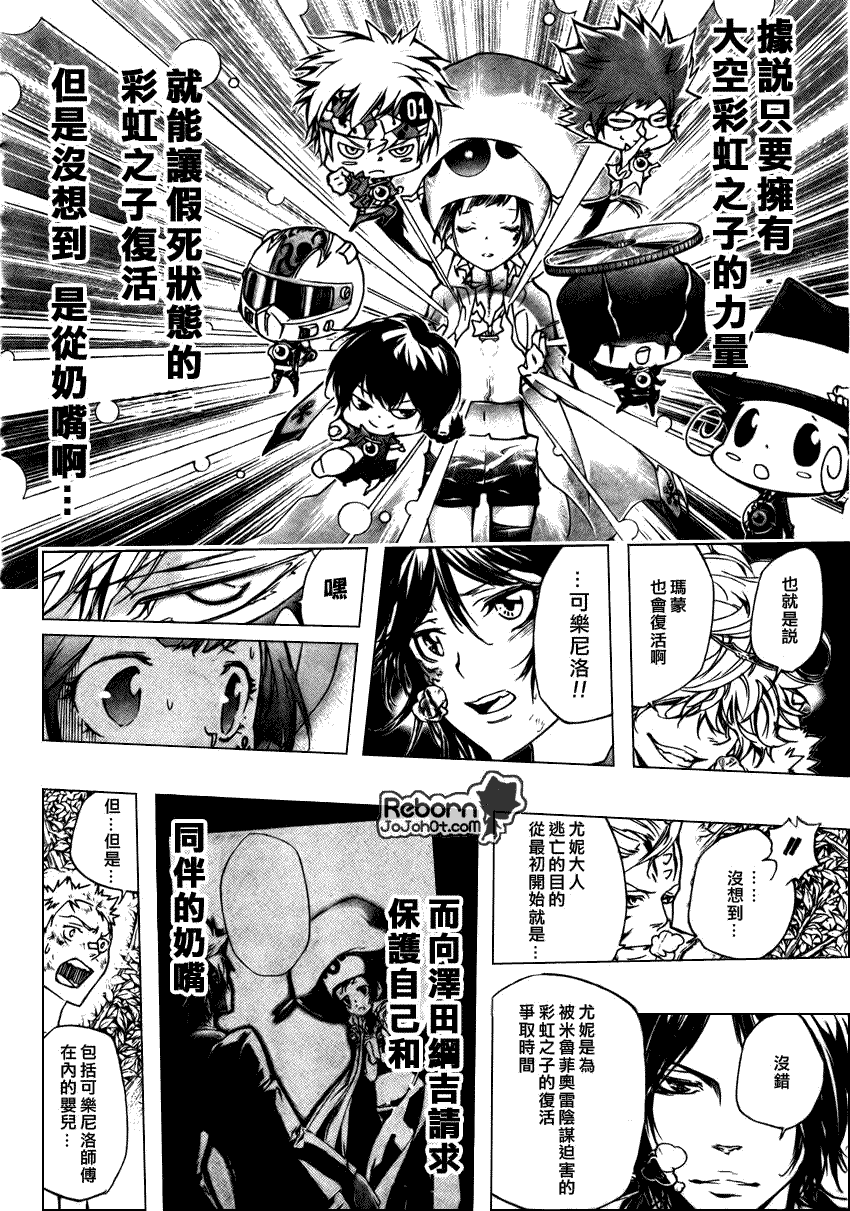 據說只要擁有
大空彩虹之子的力量
就能讓假死狀態的
彩虹之子復活
但是沒想到 是從奶嘴啊…
01
也就是説
瑪蒙
也會復活啊
…可樂尼洛!!
嘿
……
沒想到…
尤妮大人
逃亡的目的
從最初開始就是…
Reborn
JoJoHOt.com
沒錯
尤妮是為
被米魯菲奧雷陰謀迫害的
彩虹之子的復活
爭取時間
而向澤田綱吉請求
保護自己和
同伴的奶嘴
但…但是…
包括可樂尼洛師傅
在內的嬰兒…